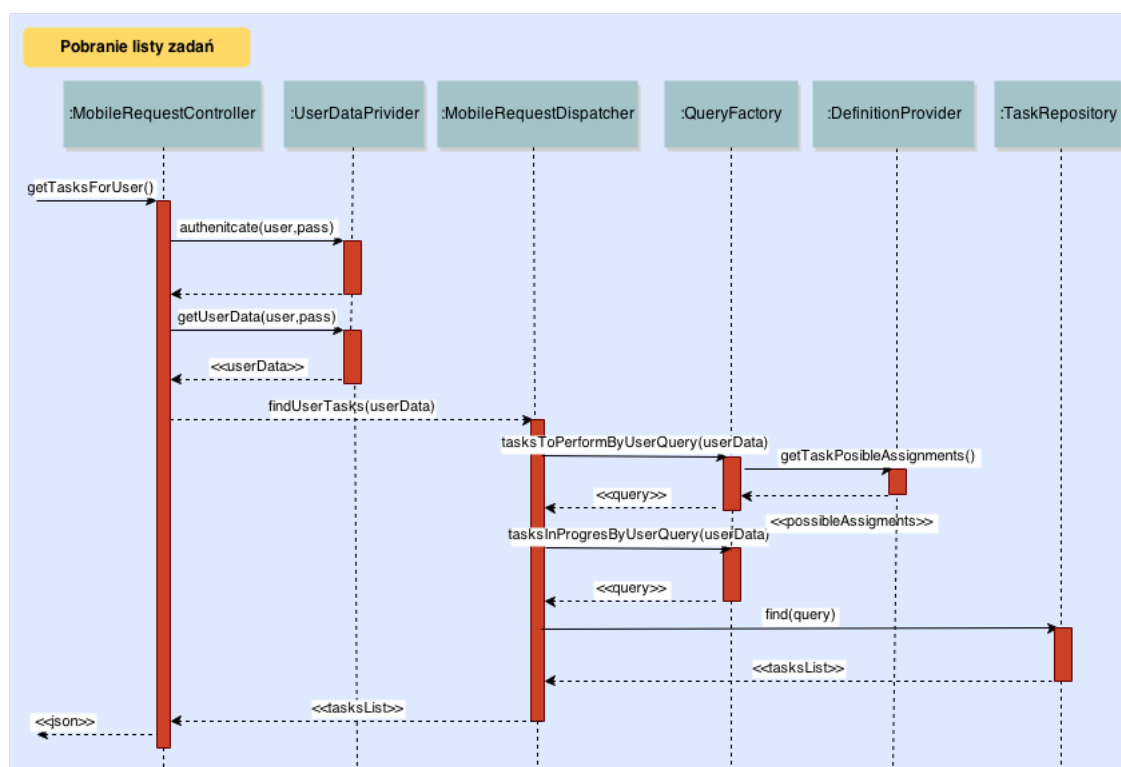 Pobranie listy zadań
:MobileRequestController
:UserDataPrivider
:MobileRequestDispatcher
:QueryFactory
:DefinitionProvider
:TaskRepository
getTasksForUser()
authenitcate(user,pass)
getUserData(user,pass)
<<userData>>
findUserTasks(userData)
tasksToPerformByUserQuery(userData)
getTaskPosibleAssignments()
<<query>>
<<possibleAssigments>>
tasksInProgresByUserQuery(userData)
<<query>>
find(query)
<<tasksList>>
<<tasksList>>
<<json>>